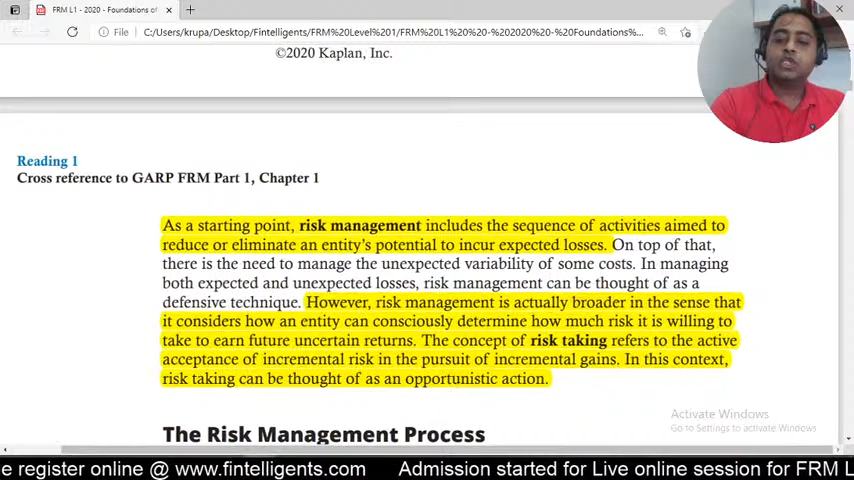 FRM L1 - 2020 - Foundations of
File
C:/Users/krupa/Desktop/Fintelligents/FRM%20Level%201/FRM%20L1%20%20-%202020%20-%20Foundations%...
©2020 Kaplan, Inc.
Reading 1
Cross reference to GARP FRM Part 1, Chapter 1
As a starting point, risk management includes the sequence of activities aimed to
reduce or eliminate an entity's potential to incur expected losses. On top of that,
there is the need to manage the unexpected variability of some costs. In managing
both expected and unexpected losses, risk management can be thought of as a
defensive technique. However, risk management is actually broader in the sense that
it considers how an entity can consciously determine how much risk it is willing to
take to earn future uncertain returns. The concept of risk taking refers to the active
acceptance of incremental risk in the pursuit of incremental gains. In this context,
risk taking can be thought of as an opportunistic action.
The Risk Management Process
Activate Windows
Go to Settings to activate Windows.
e register online @ www.fintelligents.com Admission started for Live online session for FRM L